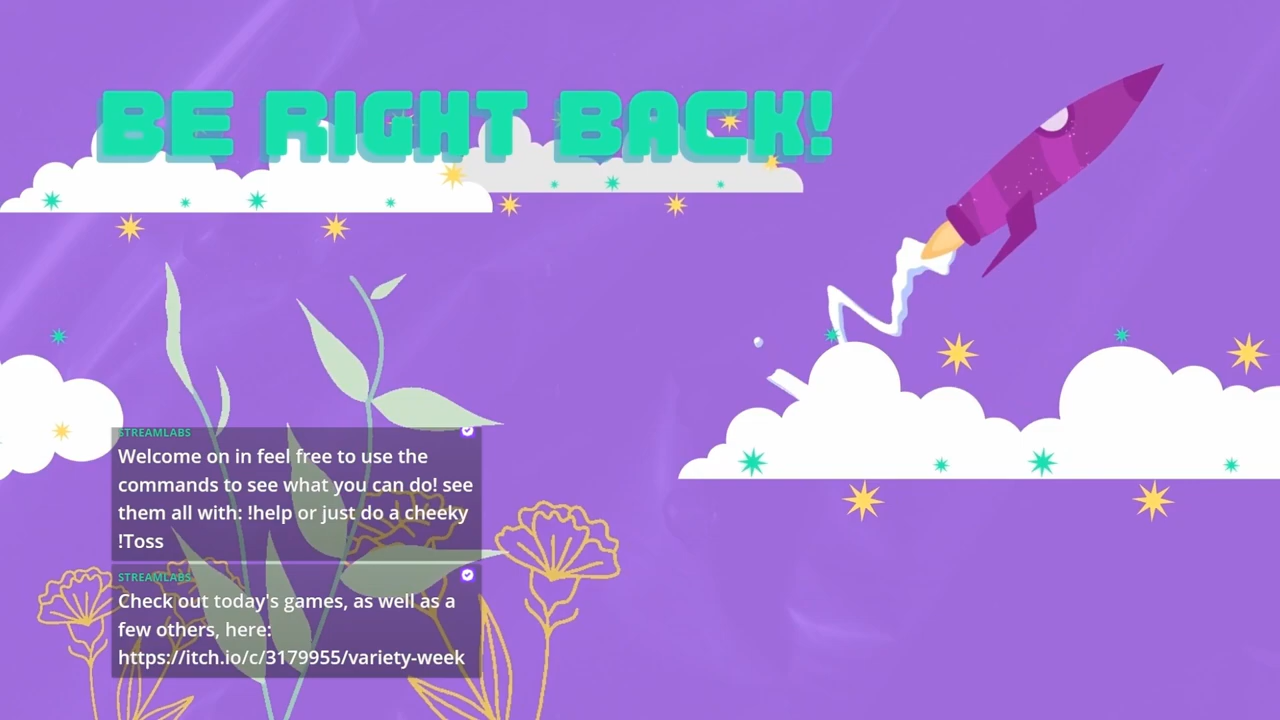 BE RIGHT BACK!
STREAMLABS
Welcome on in feel free to use the
commands to see what you can do! see
them all with: !help or just do a cheeky
!Toss
STREAMLABS
Check out today's games, as well as a
few others, here:
https://itch.io/c/3179955/variety-week